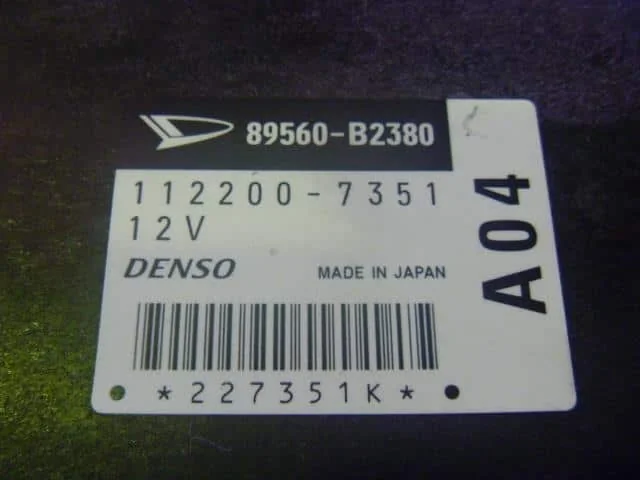 89560-B2380
112200-7351
12V
DENSO MADE IN JAPAN
*227351K*
A04